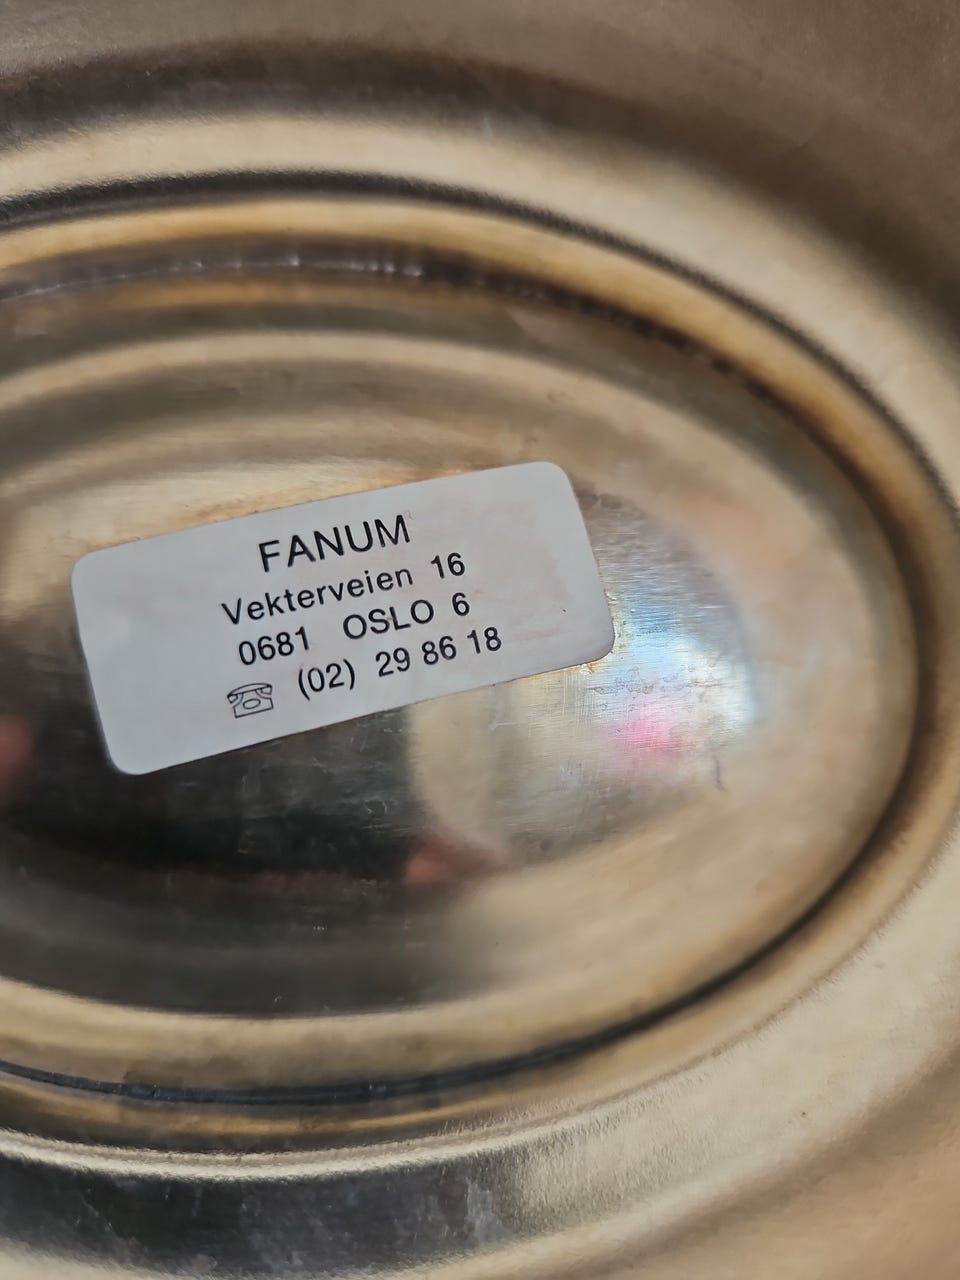 FANUM
Vekterveien 16
0681 OSLO 6
(02) 29 86 18